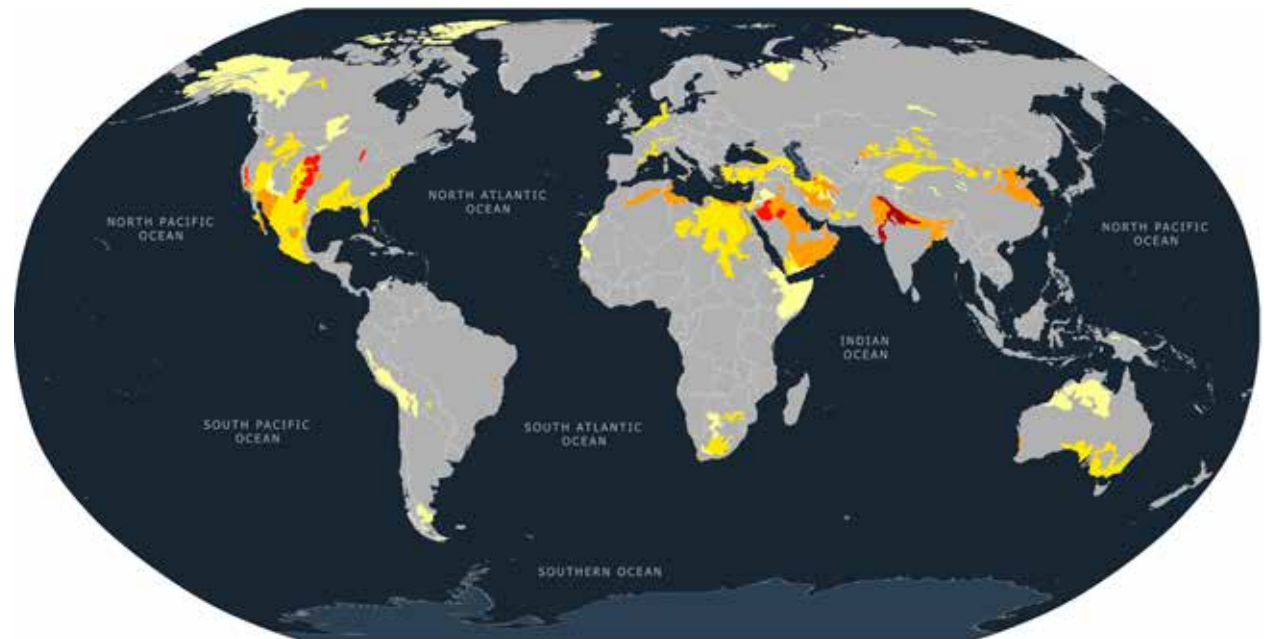 NORTH ATLANTIC
OCEAN
NORTH PACIFIC
OCEAN
NORTH PACIFIC
OCEAN
INDIAN
OCEAN
SOUTH PACIFIC
OCEAN
SOUTH ATLANTIC
OCEAN
SOUTHERN OCEAN